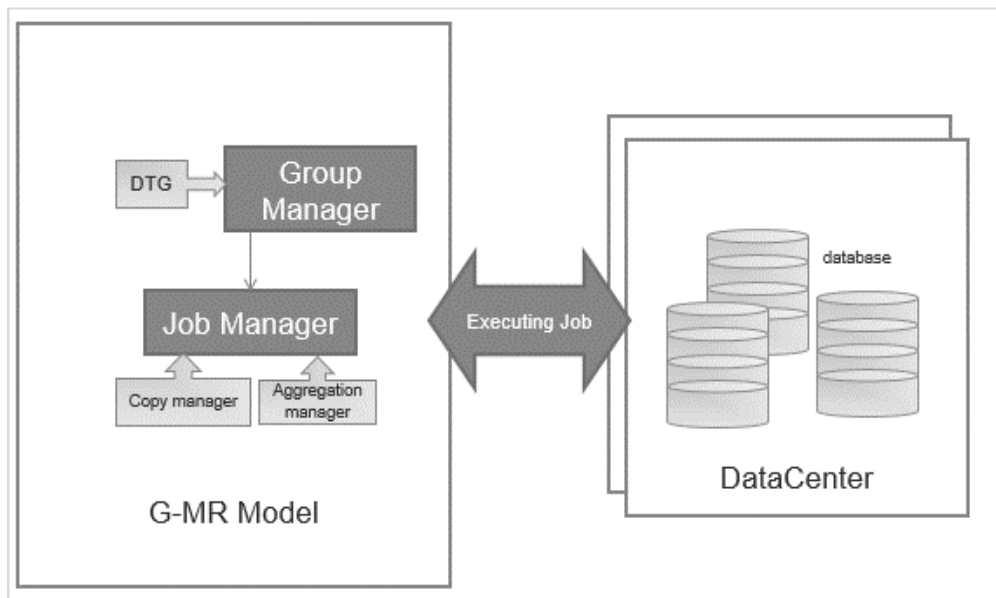 DTG
Group
Manager
Job Manager
Copy manager
Aggregation
manager
G-MR Model
Executing Job
database
DataCenter